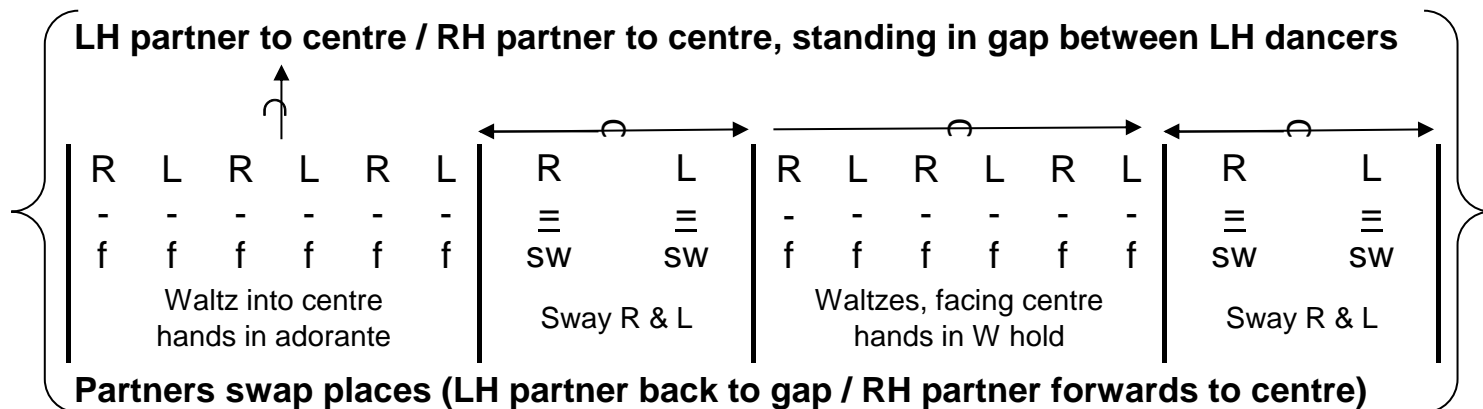 LH partner to centre / RH partner to centre, standing in gap between LH dancers
R L R L R L R L R L R L R L R L
- - - - - - = = - - - - - - = =
f f f f f f sw sw f f f f f f sw sw
Waltz into centre
hands in adorante
Sway R & L
Waltzes, facing centre
hands in W hold
Sway R & L
Partners swap places (LH partner back to gap / RH partner forwards to centre)